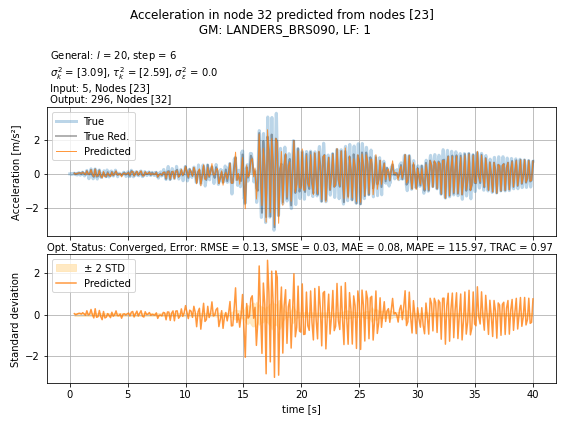 Acceleration in node 32 predicted from nodes [23]
GM: LANDERS_BRS090, LF: 1
General: l = 20, step = 6
σ²ₖ = [3.09], τ²ₖ = [2.59], σ²ε = 0.0
Input: 5, Nodes [23]
Output: 296, Nodes [32]
True
True Red.
Predicted
Acceleration [m/s²]
2
0
−2
Opt. Status: Converged, Error: RMSE = 0.13, SMSE = 0.03, MAE = 0.08, MAPE = 115.97, TRAC = 0.97
± 2 STD
Predicted
Standard deviation
2
0
−2
0 5 10 15 20 25 30 35 40
time [s]